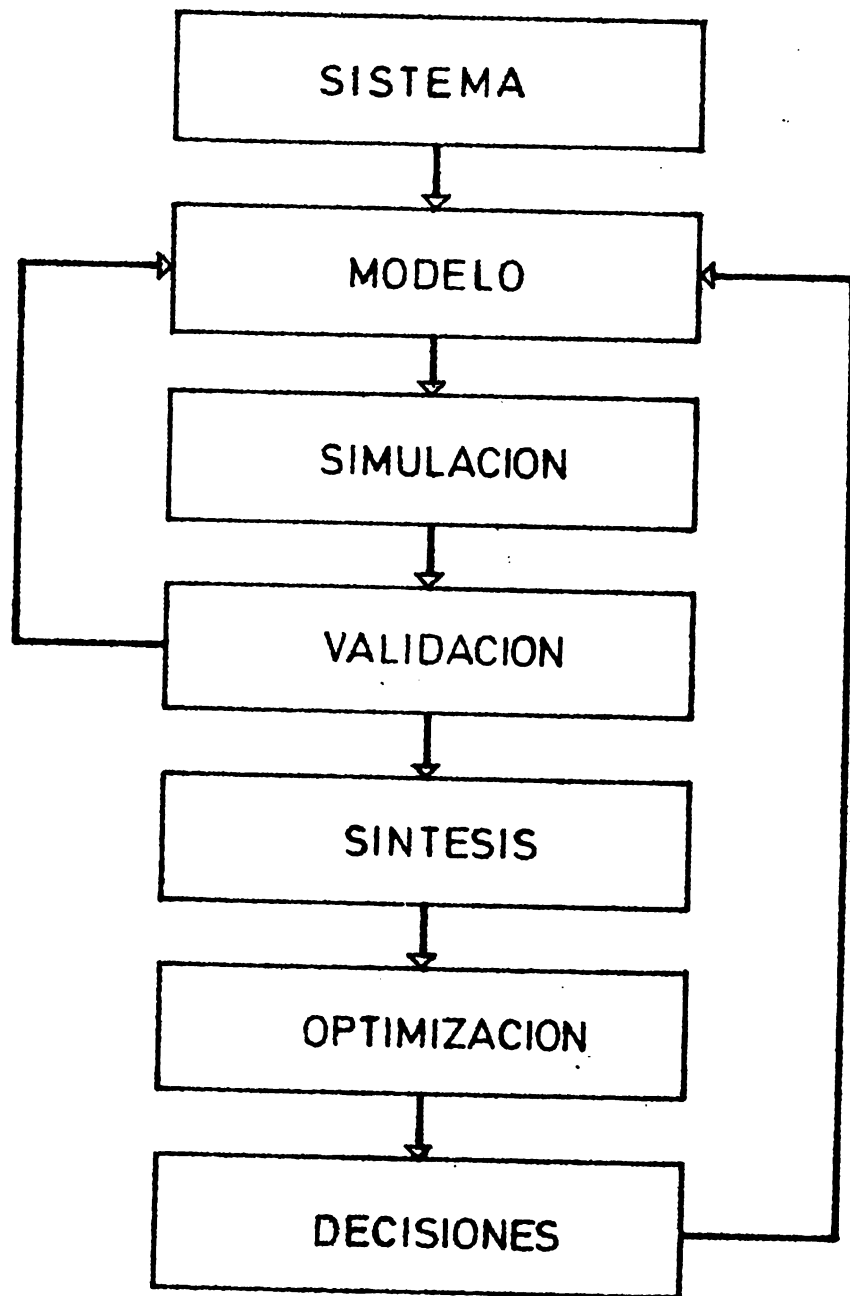 SISTEMA
MODELO
SIMULACION
VALIDACION
SINTESIS
OPTIMIZACION
DECISIONES